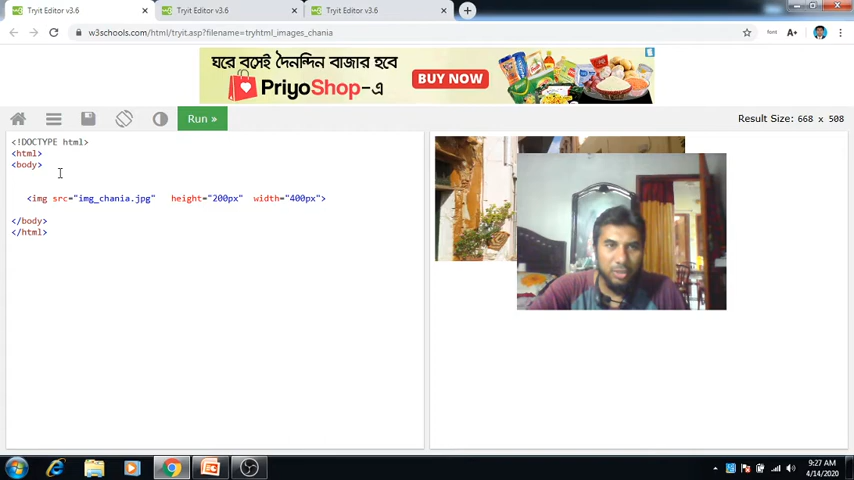 Tryit Editor v3.6
Tryit Editor v3.6
Tryit Editor v3.6
w3schools.com/html/tryit.asp?filename=tryhtml_images_chania
font
A+
ঘরে বসেই দৈনন্দিন বাজার হবে
PriyoShop-এ
BUY NOW
Run »
Result Size: 668 x 508
<!DOCTYPE html>
<html>
<body>
<img src="img_chania.jpg" height="200px" width="400px">
</body>
</html>
9:27 AM
4/14/2020